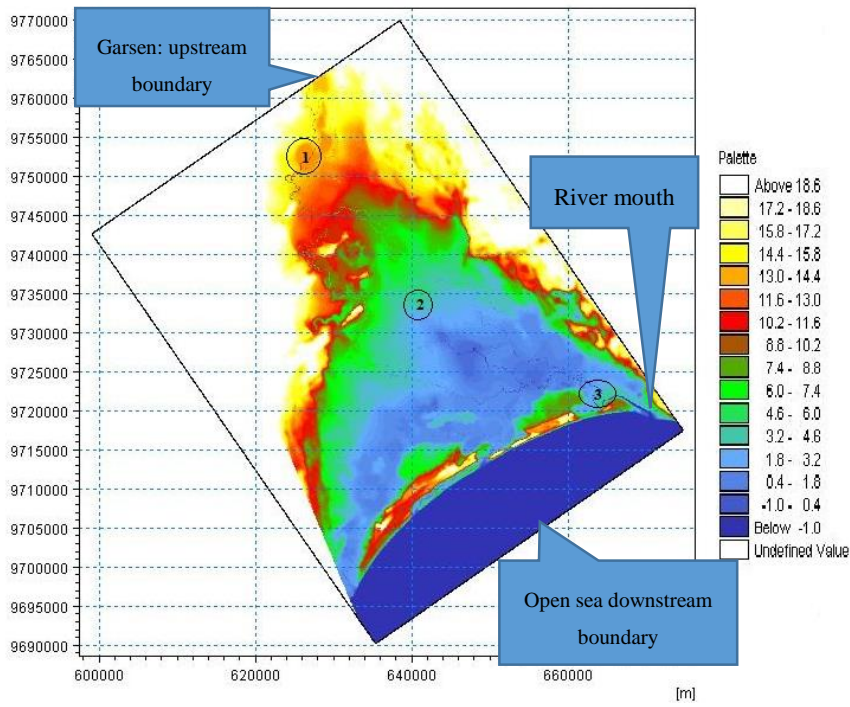 9770000
9765000
9760000
9755000
9750000
9745000
9740000
9735000
9730000
9725000
9720000
9715000
9710000
9705000
9700000
9695000
9690000
600000
620000
640000
660000
[m]
Garsen: upstream
boundary
River mouth
Open sea downstream
boundary
1
2
3
Palette
Above 18.6
17.2 - 18.6
15.8 - 17.2
14.4 - 15.8
13.0 - 14.4
11.6 - 13.0
10.2 - 11.6
8.8 - 10.2
7.4 - 8.8
6.0 - 7.4
4.6 - 6.0
3.2 - 4.6
1.8 - 3.2
0.4 - 1.8
-1.0 - 0.4
Below -1.0
Undefined Value